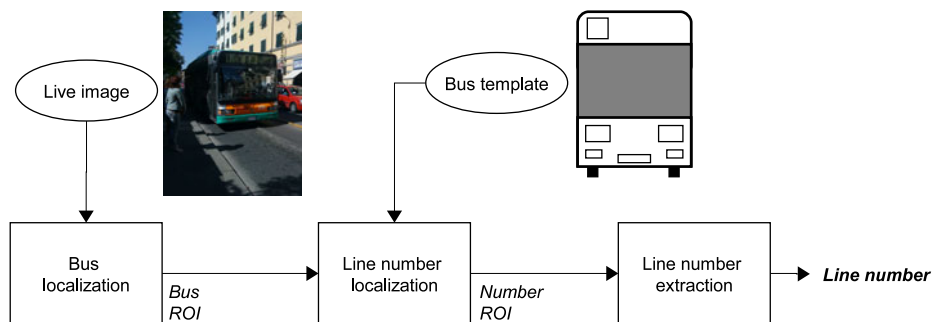 Live image
Bus template
Bus
localization
Bus
ROI
Line number
localization
Number
ROI
Line number
extraction
Line number